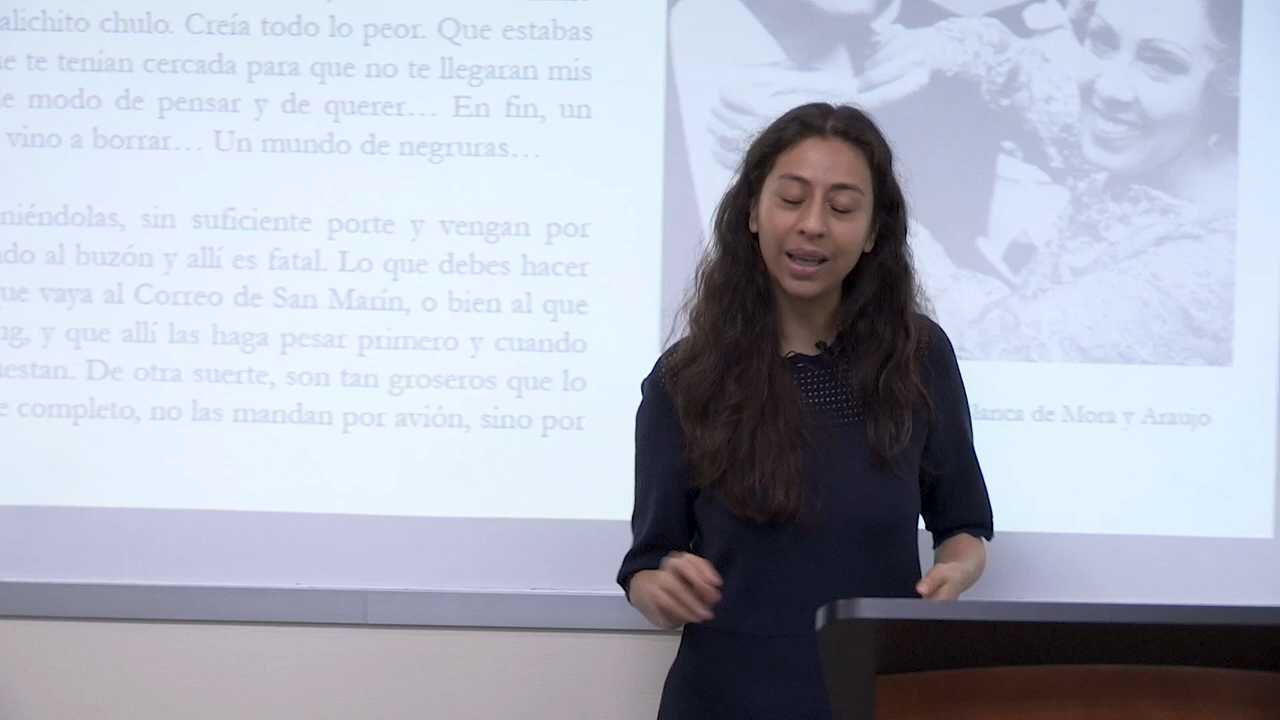 alichito chulo. Creía todo lo peor. Que estabas
e te tenían cercada para que no te llegaran mis
e modo de pensar y de querer... En fin, un
vino a borrar... Un mundo de negruras...
niéndolas, sin suficiente porte y vengan por
do al buzón y allí es fatal. Lo que debes hacer
ue vaya al Correo de San Marín, o bien al que
ng, y que allí las haga pesar primero y cuando
uestan. De otra suerte, son tan groseros que lo
e completo, no las mandan por avión, sino por
lanca de Mora y Araujo